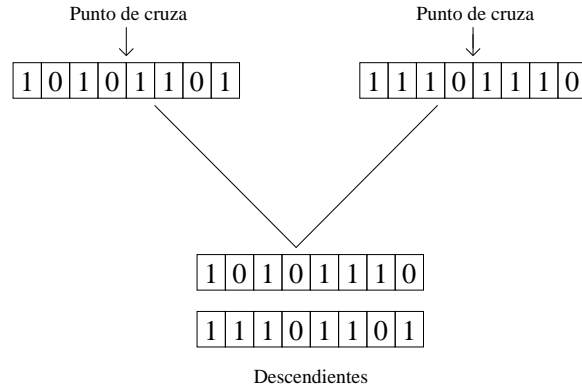 Punto de cruza Punto de cruza
1 0 1 0 1 1 0 1 1 1 1 0 1 1 1 0
1 0 1 0 1 1 1 0
1 1 1 0 1 1 0 1
Descendientes